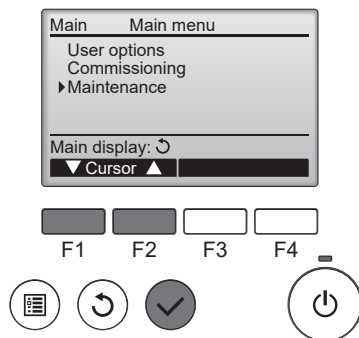 Main Main menu
User options
Commissioning
Maintenance
Main display:
Cursor
F1 F2 F3 F4